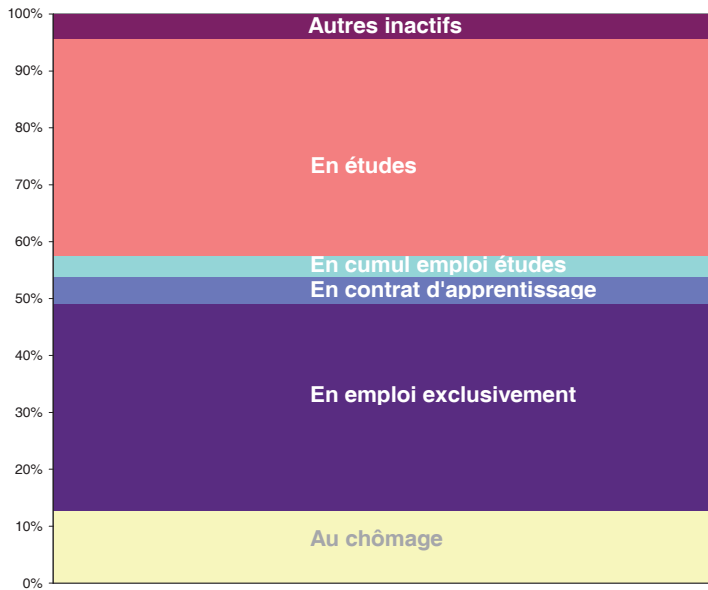 100%
Autres inactifs
90%
80%
En études
70%
60%
En cumul emploi études
50%
En contrat d'apprentissage
40%
En emploi exclusivement
30%
20%
10%
Au chômage
0%